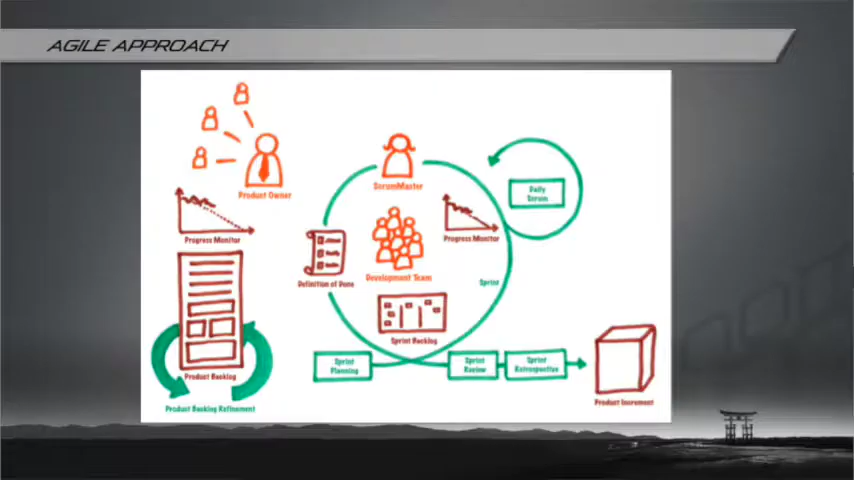 AGILE APPROACH
Product Owner
ScrumMaster
Daily
Scrum
Progress Monitor
Progress Monitor
Definition of Done
Development Team
Sprint
Sprint Backlog
Sprint
Planning
Sprint
Review
Sprint
Retrospective
Product Backlog
Product Backlog Refinement
Product Increment